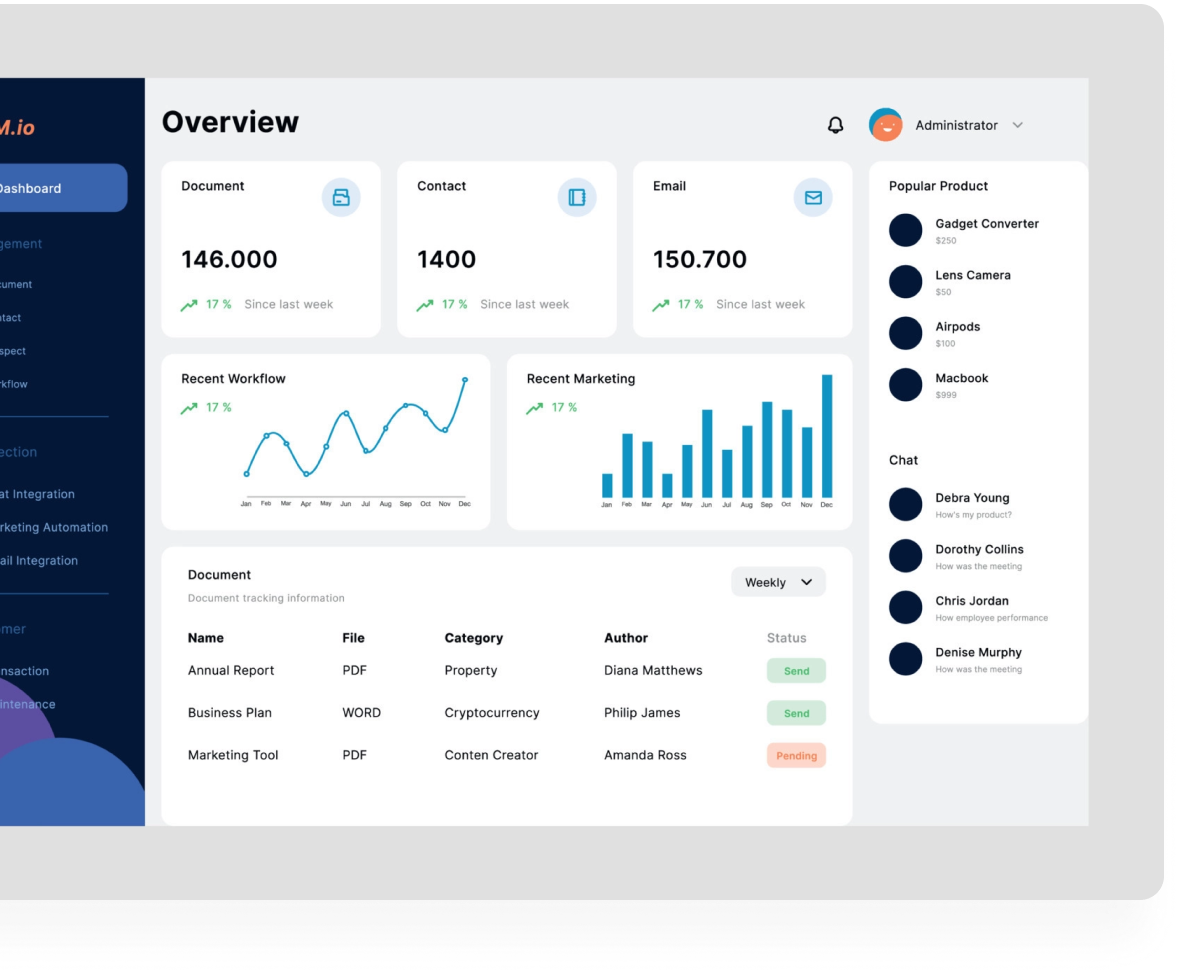 M.io
Dashboard
gement
cument
ntact
spect
rkflow
ection
at Integration
rketing Automation
ail Integration
omer
nsaction
intenance
Overview
Administrator
Document
146.000
17 % Since last week
Contact
1400
17 % Since last week
Email
150.700
17 % Since last week
Recent Workflow
17 %
Jan Feb Mar Apr May Jun Jul Aug Sep Oct Nov Dec
Recent Marketing
17 %
Jan Feb Mar Apr May Jun Jul Aug Sep Oct Nov Dec
Document
Document tracking information
Weekly
Name File Category Author Status
Annual Report PDF Property Diana Matthews Send
Business Plan WORD Cryptocurrency Philip James Send
Marketing Tool PDF Conten Creator Amanda Ross Pending
Popular Product
Gadget Converter
$250
Lens Camera
$50
Airpods
$100
Macbook
$999
Chat
Debra Young
How's my product?
Dorothy Collins
How was the meeting
Chris Jordan
How employee performance
Denise Murphy
How was the meeting